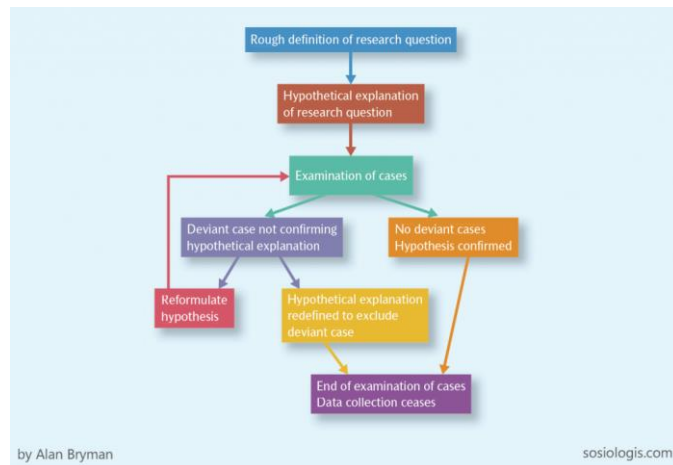 Rough definition of research question
Hypothetical explanation
of research question
Examination of cases
Deviant case not confirming
hypothetical explanation
No deviant cases
Hypothesis confirmed
Reformulate
hypothesis
Hypothetical explanation
redefined to exclude
deviant case
End of examination of cases
Data collection ceases
by Alan Bryman
sosiologis.com